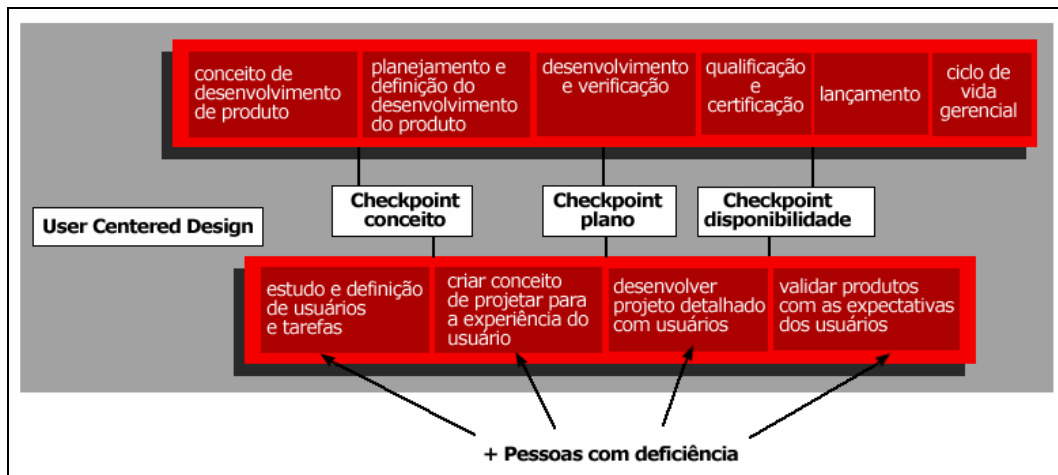 conceito de
desenvolvimento
de produto
planejamento e
definição do
desenvolvimento
do produto
desenvolvimento
e verificação
qualificação
e
certificação
lançamento
ciclo de
vida
gerencial
Checkpoint
conceito
Checkpoint
plano
Checkpoint
disponibilidade
User Centered Design
estudo e definição
de usuários
e tarefas
criar conceito
de projetar para
a experiência do
usuário
desenvolver
projeto detalhado
com usuários
validar produtos
com as expectativas
dos usuários
+ Pessoas com deficiência